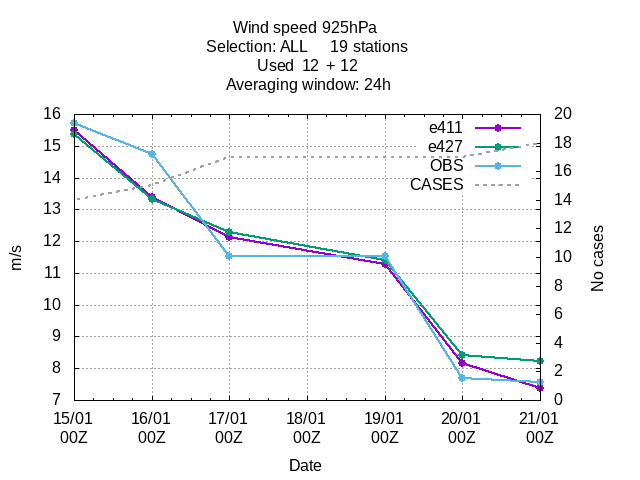 Wind speed 925hPa
Selection: ALL 19 stations
Used 12 + 12
Averaging window: 24h
e411
e427
OBS
CASES
16
15
14
13
12
11
10
9
8
7
20
18
16
14
12
10
8
6
4
2
0
m/s
No cases
15/01 16/01 17/01 18/01 19/01 20/01 21/01
00Z 00Z 00Z 00Z 00Z 00Z 00Z
Date